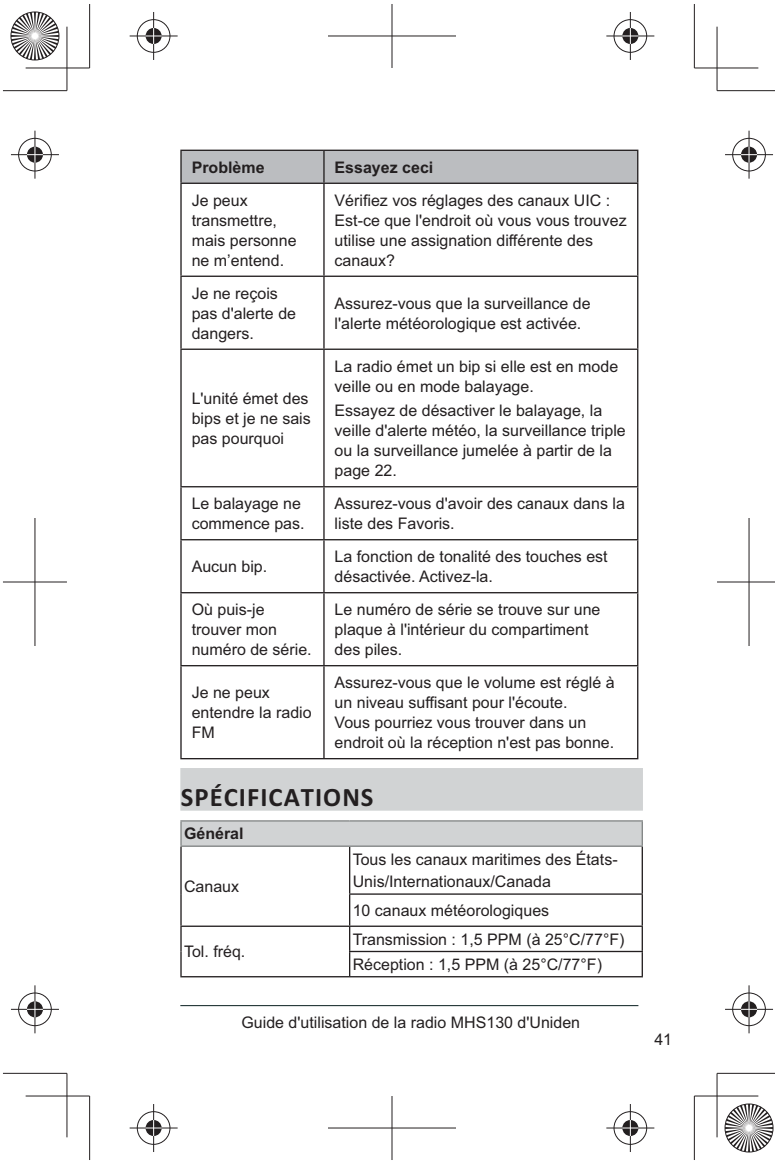 Problème Essayez ceci
Je peux
transmettre,
mais personne
ne m’entend.
Vérifiez vos réglages des canaux UIC :
Est-ce que l'endroit où vous vous trouvez
utilise une assignation différente des
canaux?
Je ne reçois
pas d'alerte de
dangers.
Assurez-vous que la surveillance de
l'alerte météorologique est activée.
L'unité émet des
bips et je ne sais
pas pourquoi
La radio émet un bip si elle est en mode
veille ou en mode balayage.
Essayez de désactiver le balayage, la
veille d'alerte météo, la surveillance triple
ou la surveillance jumelée à partir de la
page 22.
Le balayage ne
commence pas.
Assurez-vous d'avoir des canaux dans la
liste des Favoris.
Aucun bip.
La fonction de tonalité des touches est
désactivée. Activez-la.
Où puis-je
trouver mon
numéro de série.
Le numéro de série se trouve sur une
plaque à l'intérieur du compartiment
des piles.
Je ne peux
entendre la radio
FM
Assurez-vous que le volume est réglé à
un niveau suffisant pour l'écoute.
Vous pourriez vous trouver dans un
endroit où la réception n'est pas bonne.
SPÉCIFICATIONS
Général
Canaux
Tous les canaux maritimes des États-
Unis/Internationaux/Canada
10 canaux météorologiques
Tol. fréq.
Transmission : 1,5 PPM (à 25°C/77°F)
Réception : 1,5 PPM (à 25°C/77°F)
Guide d'utilisation de la radio MHS130 d'Uniden
41